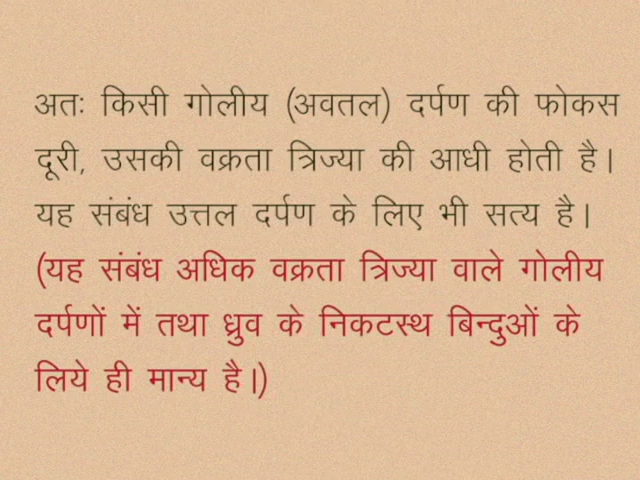 अतः किसी गोलीय (अवतल) दर्पण की फोकस
दूरी, उसकी वक्रता त्रिज्या की आधी होती है।
यह संबंध उत्तल दर्पण के लिए भी सत्य है।
(यह संबंध अधिक वक्रता त्रिज्या वाले गोलीय
दर्पणों में तथा ध्रुव के निकटस्थ बिन्दुओं के
लिये ही मान्य है।)